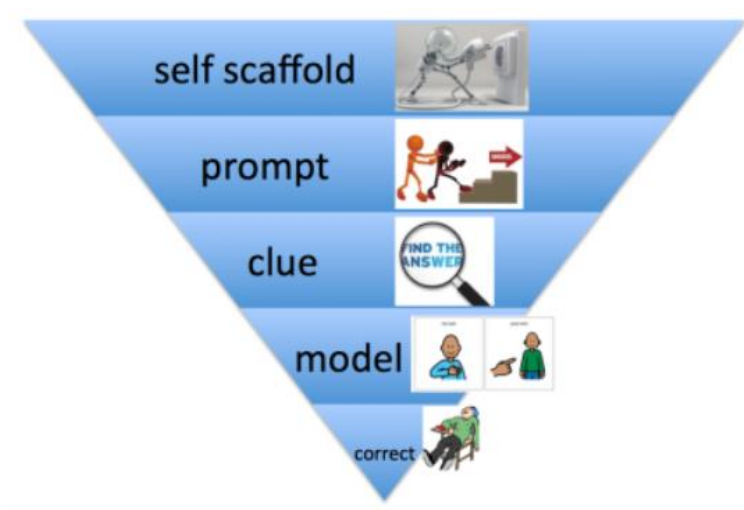 self scaffold
prompt
clue
FIND THE
ANSWER
model
correct